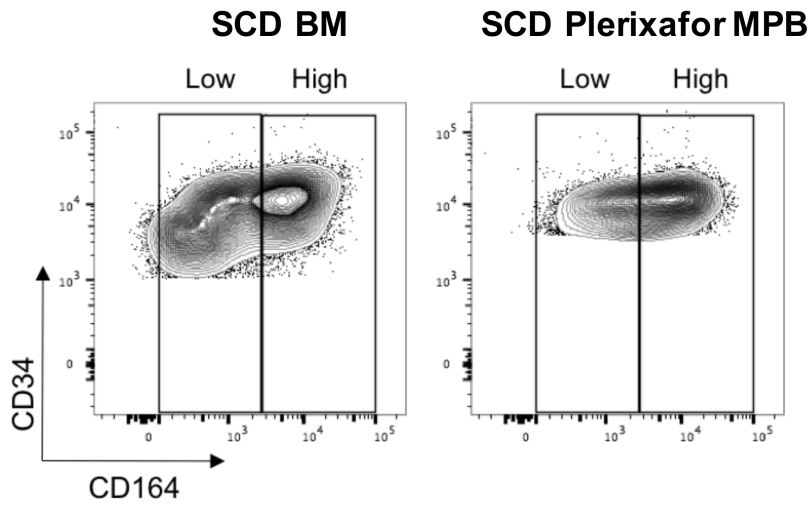 SCD BM
SCD Plerixafor MPB
Low High
Low High
10⁵
10⁴
10³
0
0 10³ 10⁴ 10⁵
10⁵
10⁴
10³
0
0 10³ 10⁴ 10⁵
CD34
CD164